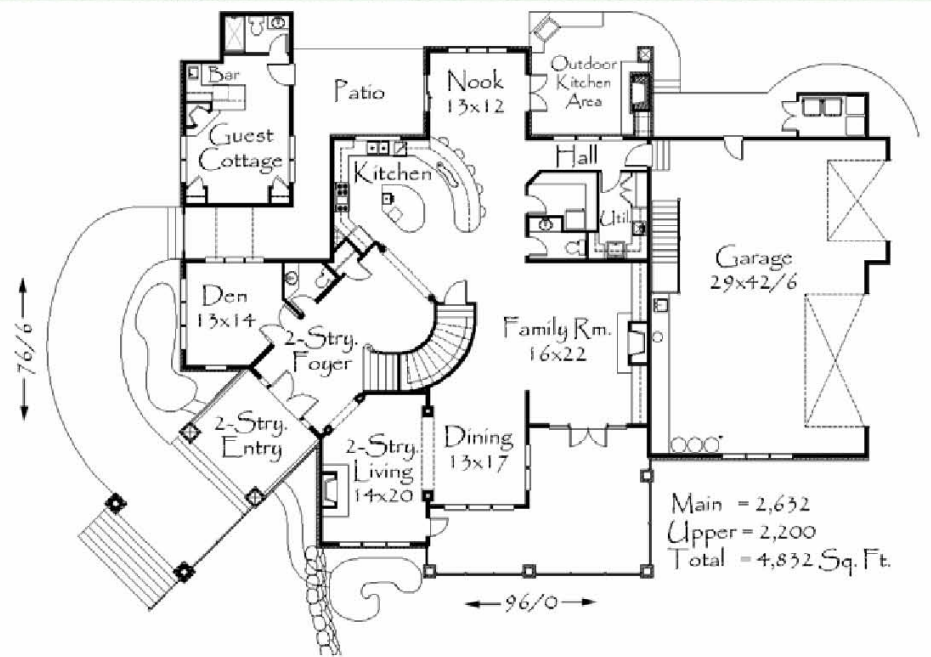 Bar
Guest
Cottage
Patio
Nook
13x12
Outdoor
Kitchen
Area
Kitchen
Hall
Util.
Garage
29x42/6
Den
13x14
2-Stry.
Foyer
Family Rm.
16x22
76/6
2-Stry.
Entry
2-Stry.
Living
14x20
Dining
13x17
Main = 2,632
Upper = 2,200
Total = 4,832 Sq. Ft.
96/0